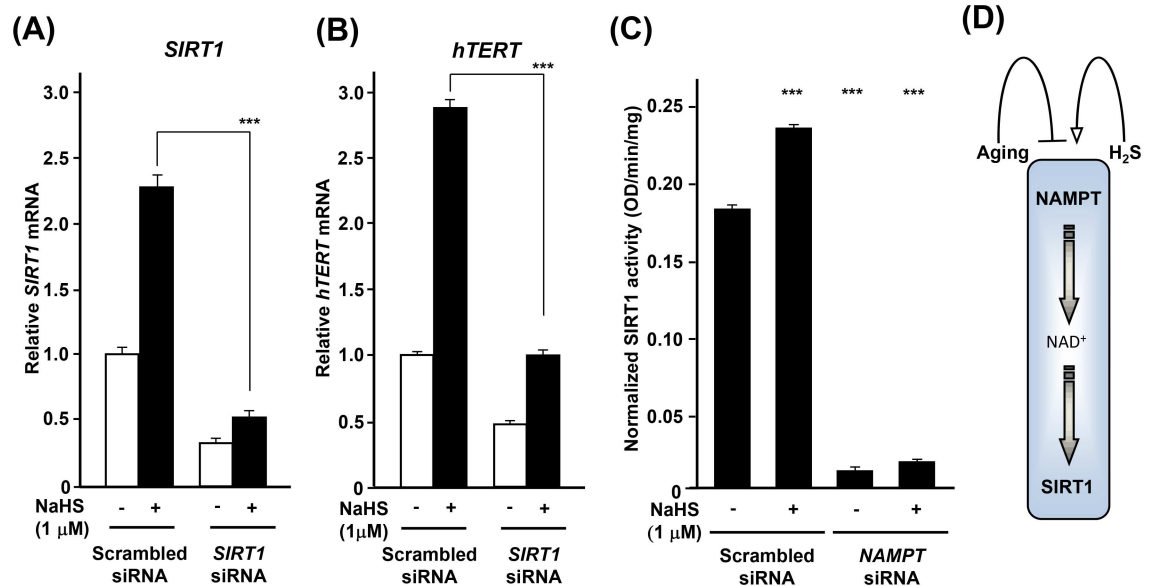 (A)
SIRT1
Relative SIRT1 mRNA
3.0
2.5
2.0
1.5
1.0
0.5
0
***
NaHS
(1 μM)
- + - +
Scrambled
siRNA
SIRT1
siRNA
(B)
hTERT
Relative hTERT mRNA
3.0
2.5
2.0
1.5
1.0
0.5
0
***
NaHS
(1μM)
- + - +
Scrambled
siRNA
SIRT1
siRNA
(C)
Normalized SIRT1 activity (OD/min/mg)
0.25
0.20
0.15
0.10
0.05
0
*** *** ***
NaHS
(1 μM)
- + - +
Scrambled
siRNA
NAMPT
siRNA
(D)
Aging
H₂S
NAMPT
NAD⁺
SIRT1